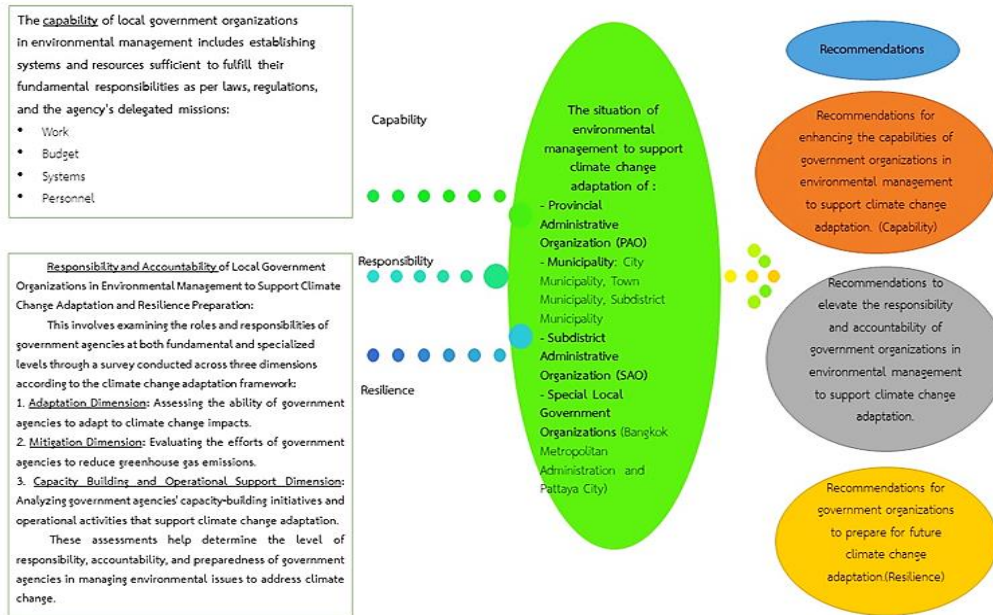 The capability of local government organizations
in environmental management includes establishing
systems and resources sufficient to fulfill their
fundamental responsibilities as per laws, regulations,
and the agency's delegated missions:
• Work
• Budget
• Systems
• Personnel
Responsibility and Accountability of Local Government
Organizations in Environmental Management to Support Climate
Change Adaptation and Resilience Preparation:
This involves examining the roles and responsibilities of
government agencies at both fundamental and specialized
levels through a survey conducted across three dimensions
according to the climate change adaptation framework:
1. Adaptation Dimension: Assessing the ability of government
agencies to adapt to climate change impacts.
2. Mitigation Dimension: Evaluating the efforts of government
agencies to reduce greenhouse gas emissions.
3. Capacity Building and Operational Support Dimension:
Analyzing government agencies' capacity-building initiatives and
operational activities that support climate change adaptation.
These assessments help determine the level of
responsibility, accountability, and preparedness of government
agencies in managing environmental issues to address climate
change.
Capability
Responsibility
Resilience
The situation of
environmental
management to support
climate change
adaptation of :
- Provincial
Administrative
Organization (PAO)
- Municipality: City
Municipality, Town
Municipality, Subdistrict
Municipality
- Subdistrict
Administrative
Organization (SAO)
- Special Local
Government
Organizations (Bangkok
Metropolitan
Administration and
Pattaya City)
Recommendations
Recommendations for
enhancing the capabilities of
government organizations in
environmental management
to support climate change
adaptation. (Capability)
Recommendations to
elevate the responsibility
and accountability of
government organizations in
environmental management
to support climate change
adaptation.
Recommendations for
government organizations
to prepare for future
climate change
adaptation.(Resilience)